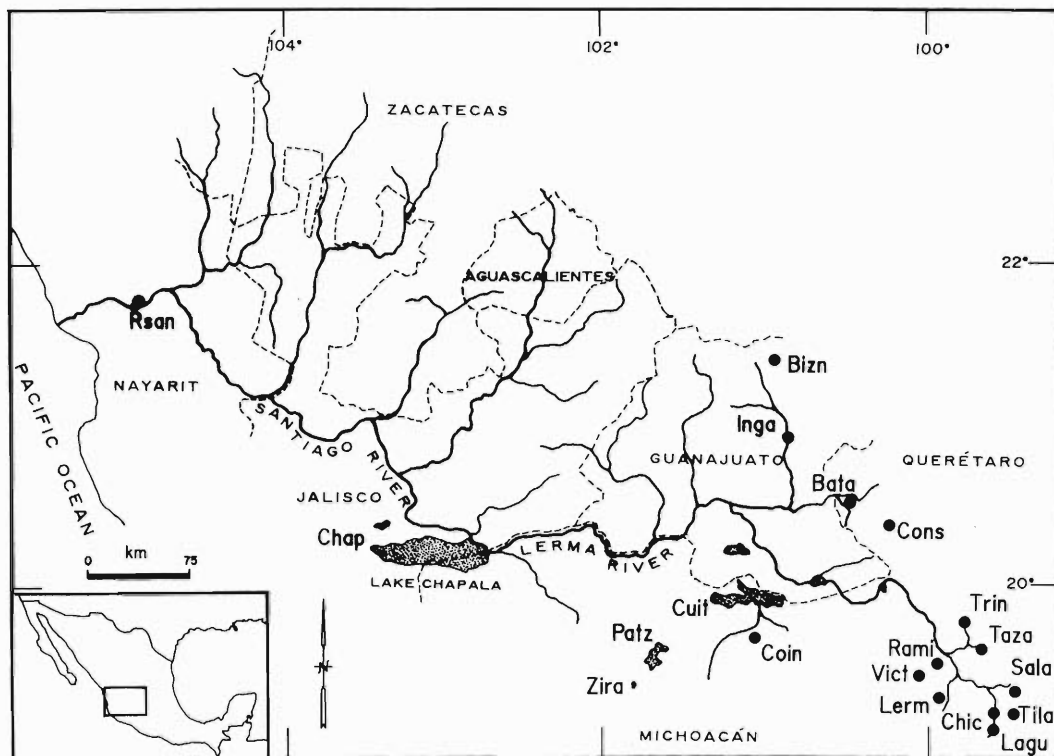 104°
102°
100°
ZACATECAS
AGUASCALIENTES
22°
Rsan
NAYARIT
PACIFIC OCEAN
SANTIAGO RIVER
Bizn
Inga
GUANAJUATO
QUERÉTARO
Bata
JALISCO
Chap
Cons
km
0 75
LERMA RIVER
LAKE CHAPALA
20°
Cuit
Trin
Patz
Coin
Rami
Taza
Zira
Vict
Sala
Lerm
Chic
Tila
N
MICHOACÁN
Lagu